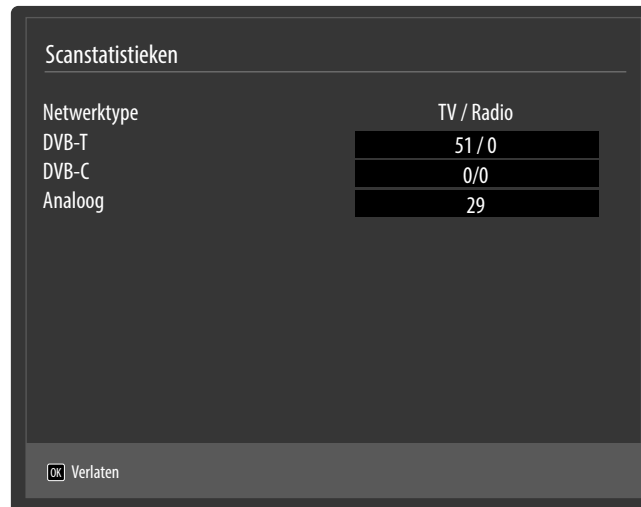 Scanstatistieken
Netwerktype TV / Radio
DVB-T 51 / 0
DVB-C 0/0
Analoog 29
OK Verlaten